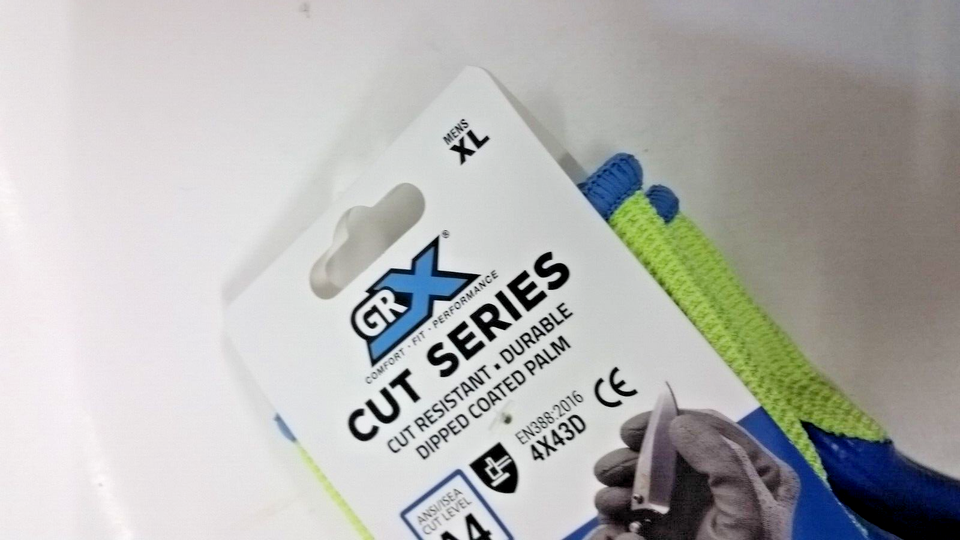 MENS
XL
GRX®
COMFORT · FIT · PERFORMANCE
CUT SERIES
CUT RESISTANT • DURABLE
DIPPED COATED PALM
EN388:2016
4X43D
CE
ANSI/ISEA
CUT LEVEL
A4